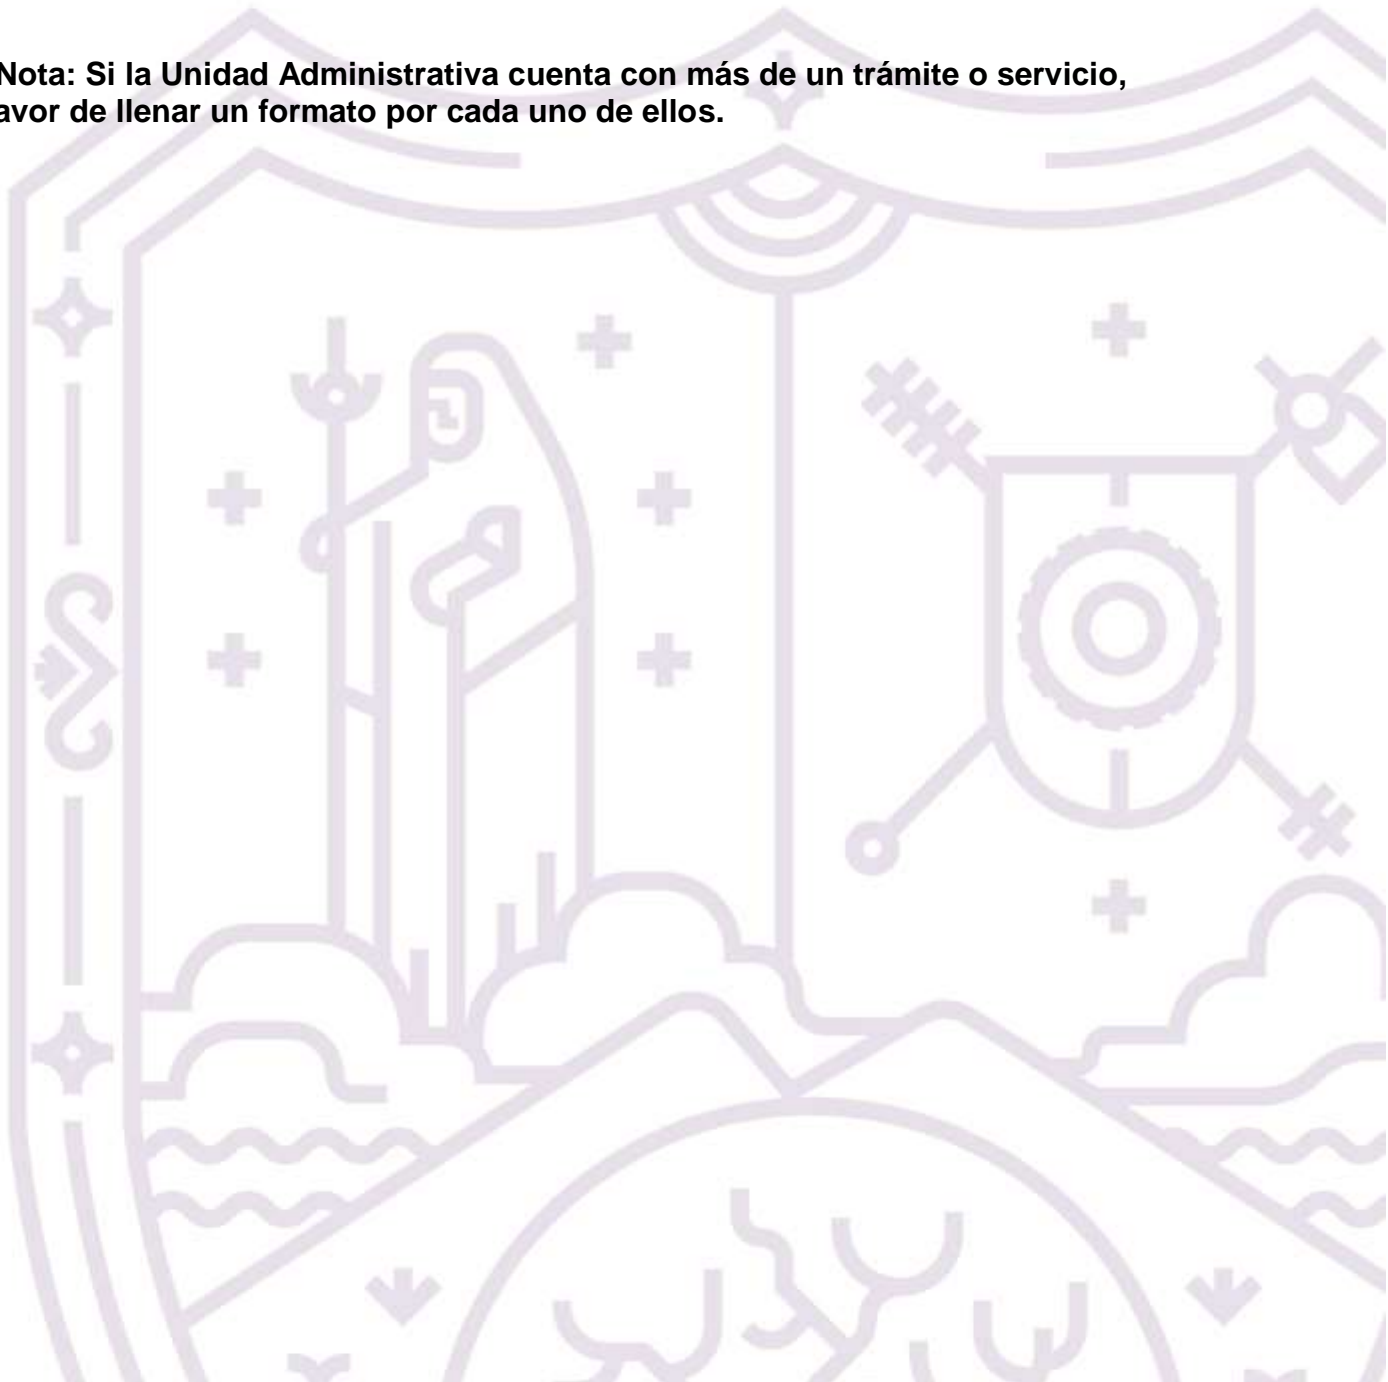 Nota: Si la Unidad Administrativa cuenta con más de un trámite o servicio,
avor de llenar un formato por cada uno de ellos.